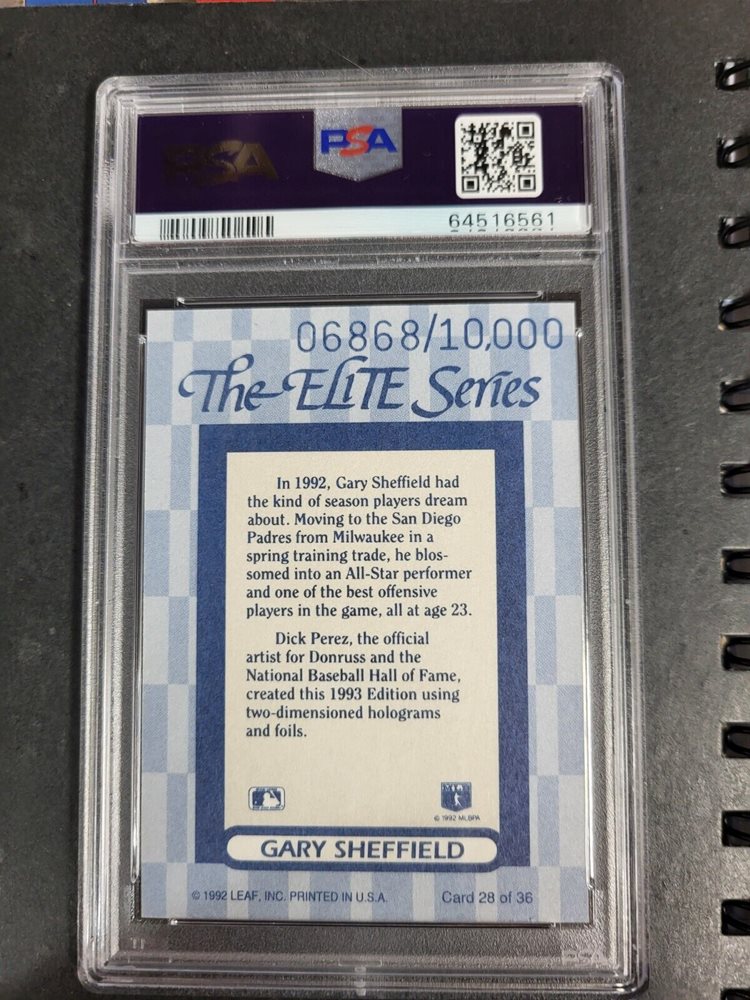 PSA
PSA
64516561
06868/10,000
The ELITE Series
In 1992, Gary Sheffield had
the kind of season players dream
about. Moving to the San Diego
Padres from Milwaukee in a
spring training trade, he blos-
somed into an All-Star performer
and one of the best offensive
players in the game, all at age 23.
Dick Perez, the official
artist for Donruss and the
National Baseball Hall of Fame,
created this 1993 Edition using
two-dimensioned holograms
and foils.
© 1992 MLBPA
GARY SHEFFIELD
© 1992 LEAF, INC. PRINTED IN U.S.A.
Card 28 of 36